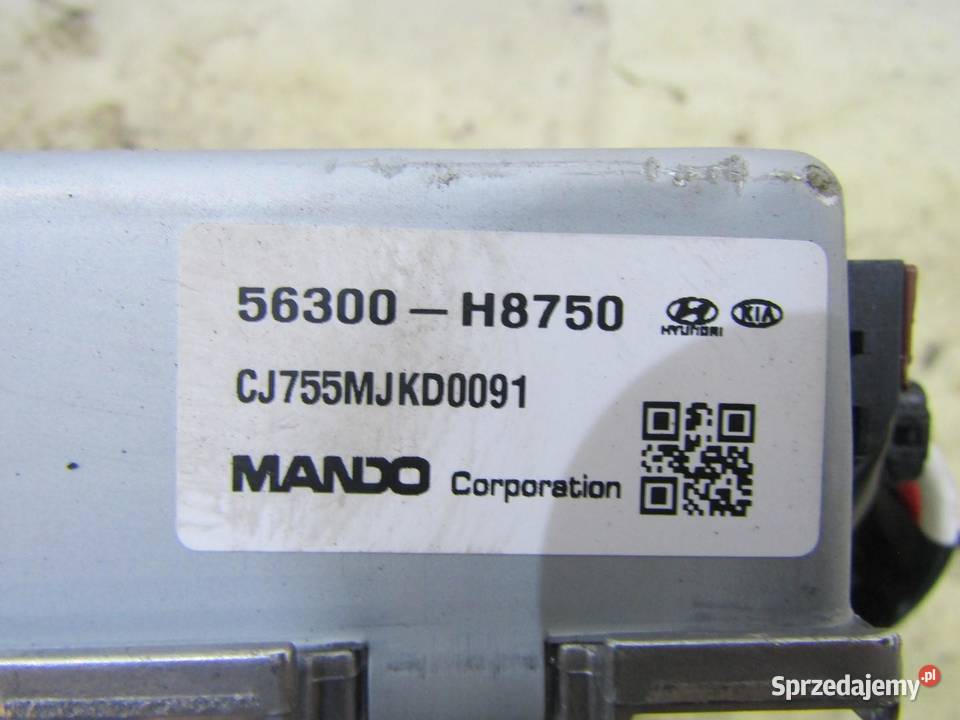 56300-H8750 HYUNDAI KIA
CJ755MJKD0091
MANDO Corporation
Sprzedajemy.pl